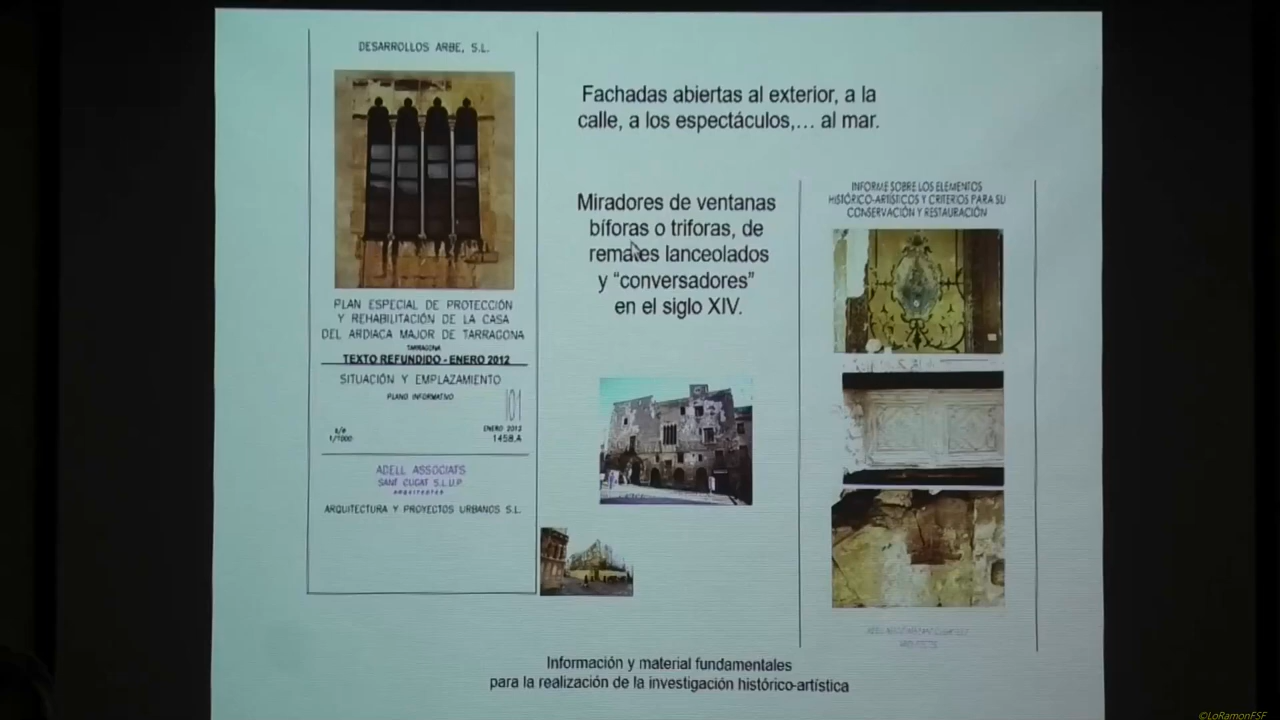 DESARROLLOS ARBE, S.L.
PLAN ESPECIAL DE PROTECCIÓN
Y REHABILITACIÓN DE LA CASA
DEL ARDIACA MAJOR DE TARRAGONA
TARRAGONA
TEXTO REFUNDIDO - ENERO 2012
SITUACIÓN Y EMPLAZAMIENTO
PLANO INFORMATIVO
I01
s/e
1/1000
ENERO 2012
1458.A
ADELL ASSOCIATS
SANT CUGAT S.L.U.P.
ARQUITECTES
ARQUITECTURA Y PROYECTOS URBANOS S.L.
Fachadas abiertas al exterior, a la
calle, a los espectáculos,... al mar.
Miradores de ventanas
bíforas o triforas, de
remates lanceolados
y “conversadores”
en el siglo XIV.
INFORME SOBRE LOS ELEMENTOS
HISTÓRICO-ARTÍSTICOS Y CRITERIOS PARA SU
CONSERVACIÓN Y RESTAURACIÓN
Información y material fundamentales
para la realización de la investigación histórico-artística
©LoRamonFSF